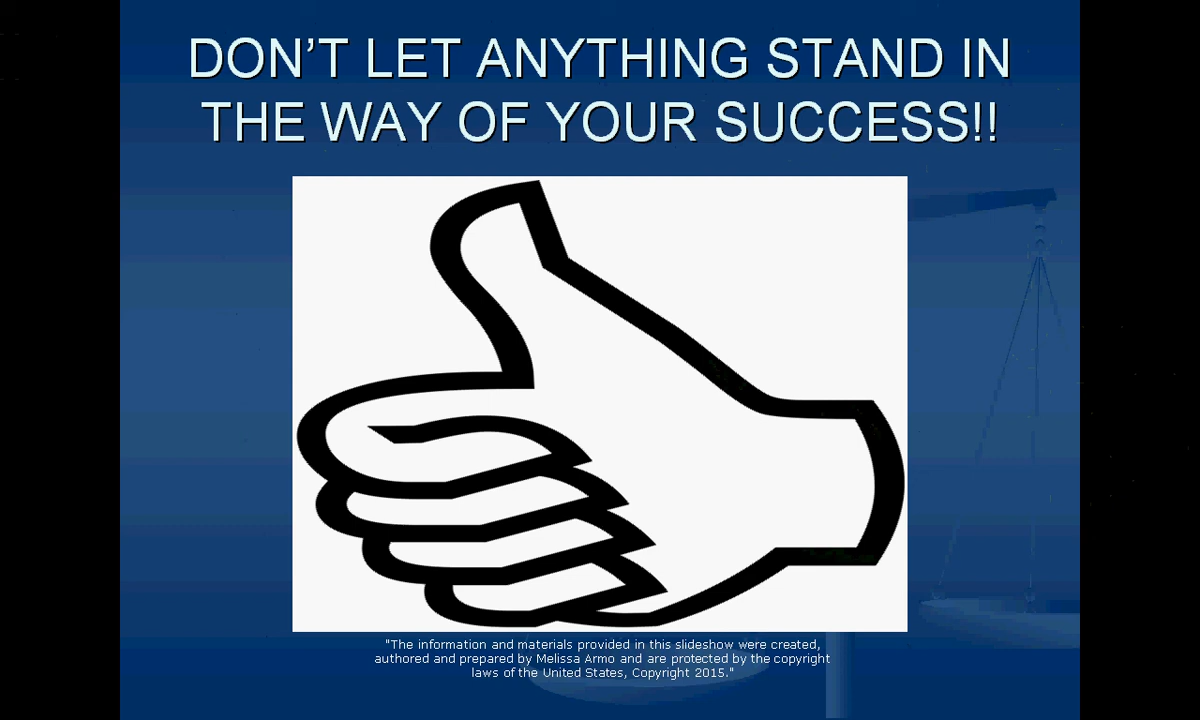 DON’T LET ANYTHING STAND IN
THE WAY OF YOUR SUCCESS!!
"The information and materials provided in this slideshow were created,
authored and prepared by Melissa Armo and are protected by the copyright
laws of the United States, Copyright 2015."